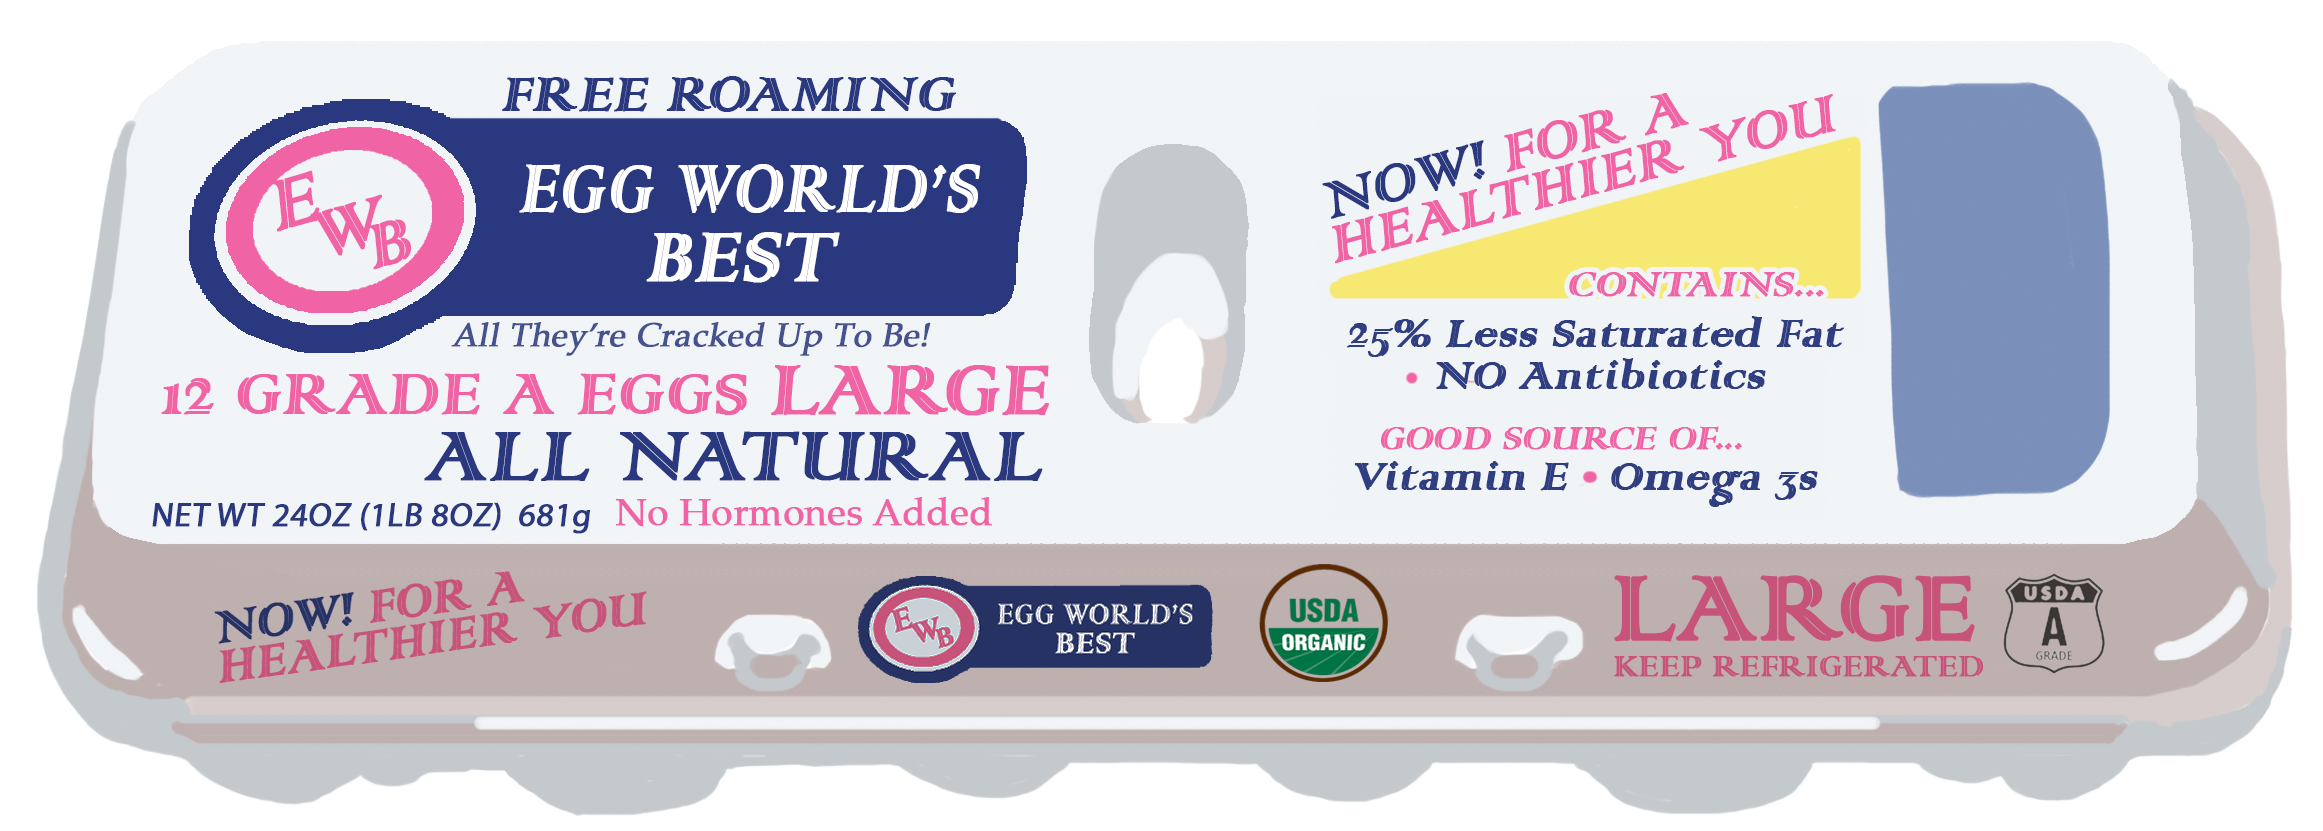 FREE ROAMING
EWB
EGG WORLD'S
BEST
All They're Cracked Up To Be!
12 GRADE A EGGS LARGE
ALL NATURAL
NET WT 24OZ (1LB 8OZ) 681g No Hormones Added
NOW! FOR A
HEALTHIER YOU
CONTAINS...
25% Less Saturated Fat
• NO Antibiotics
GOOD SOURCE OF...
Vitamin E • Omega 3s
NOW! FOR A
HEALTHIER YOU
EWB
EGG WORLD'S
BEST
USDA
ORGANIC
LARGE
KEEP REFRIGERATED
USDA
A
GRADE